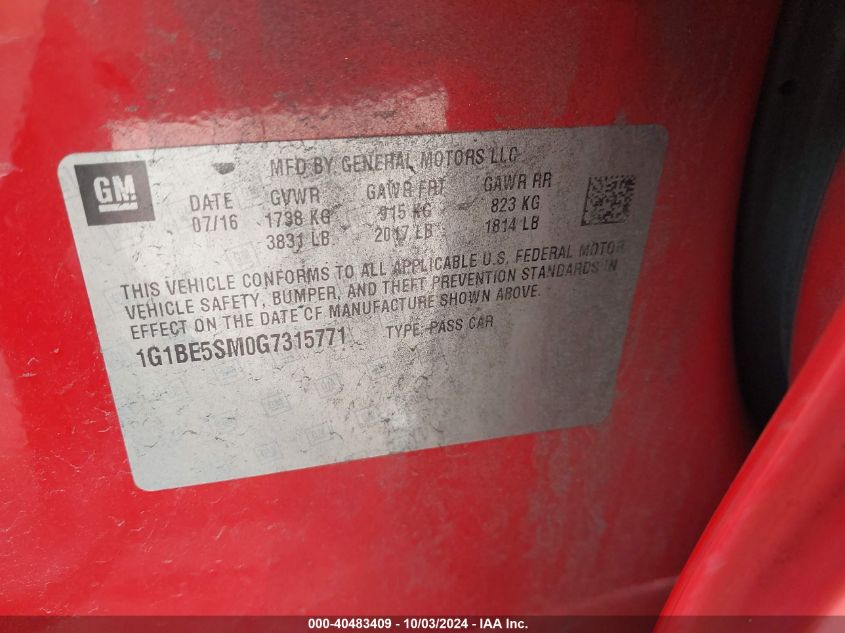 GM
MFD BY GENERAL MOTORS LLC
DATE GVWR GAWR FRT GAWR RR
07/16 1738 KG 915 KG 823 KG
3831 LB 2017 LB 1814 LB
THIS VEHICLE CONFORMS TO ALL APPLICABLE U.S. FEDERAL MOTOR
VEHICLE SAFETY, BUMPER, AND THEFT PREVENTION STANDARDS IN
EFFECT ON THE DATE OF MANUFACTURE SHOWN ABOVE.
1G1BE5SM0G7315771 TYPE: PASS CAR
000-40483409 - 10/03/2024 - IAA Inc.